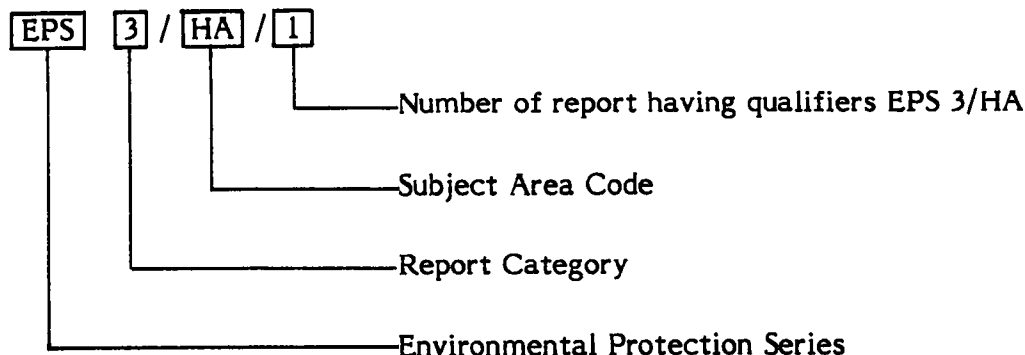 EPS 3 / HA / 1
Number of report having qualifiers EPS 3/HA
Subject Area Code
Report Category
Environmental Protection Series